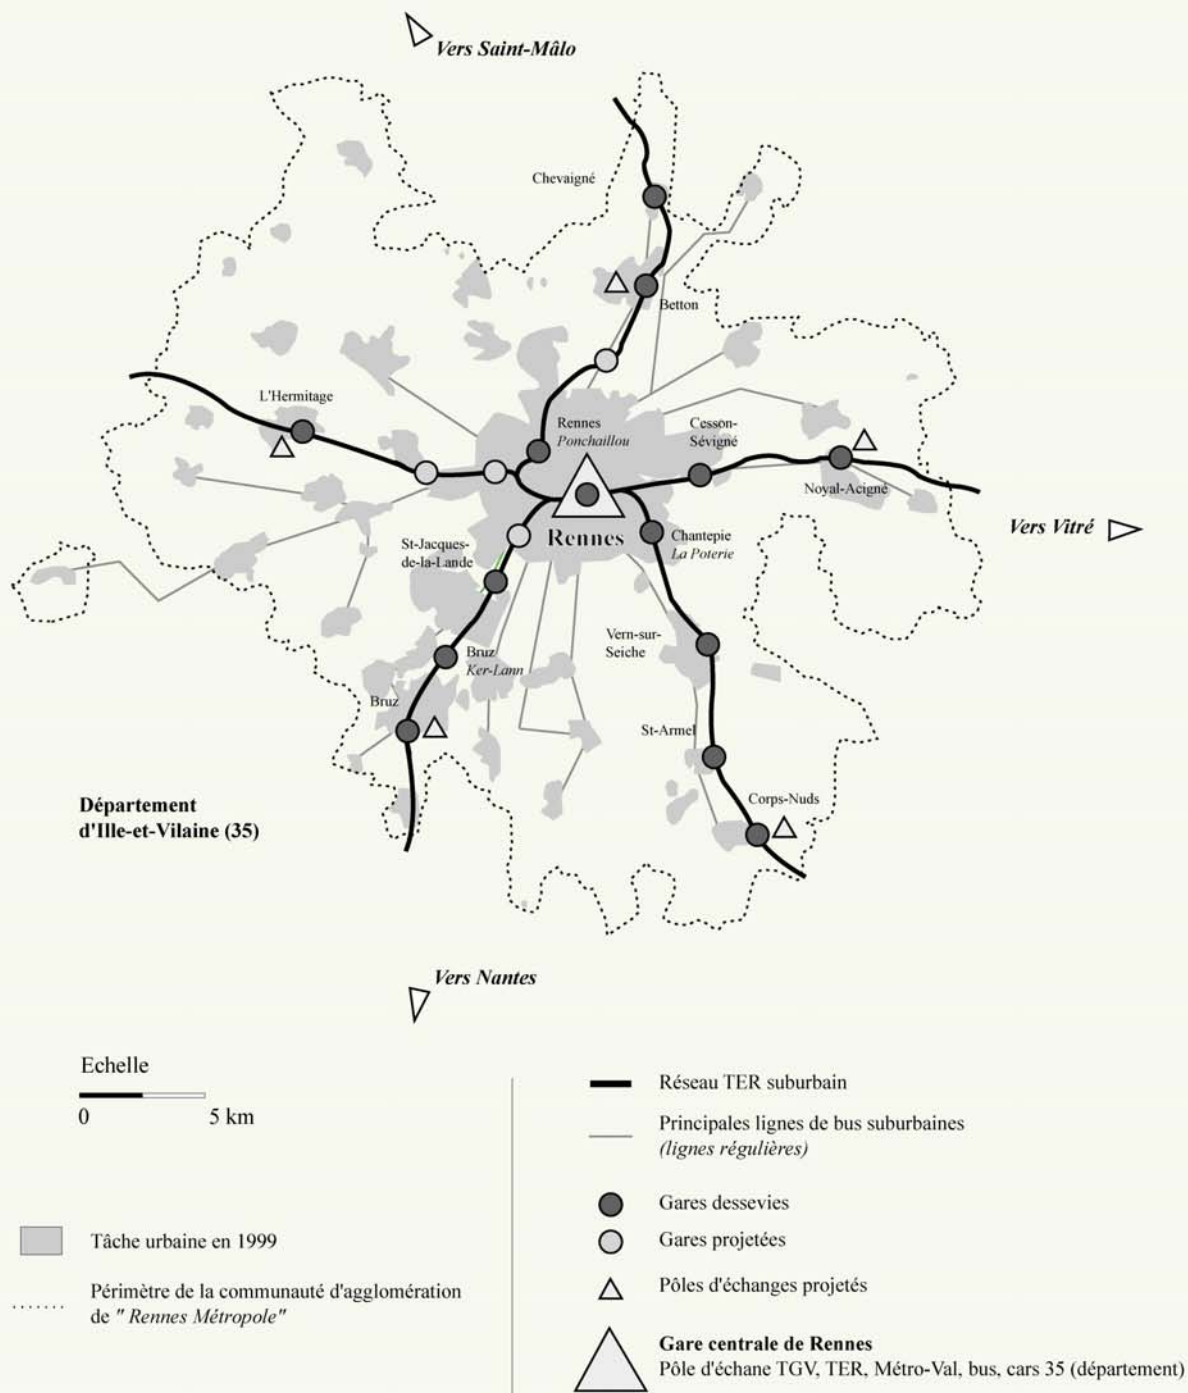 Vers Saint-Mâlo
Chevaigné
Betton
L'Hermitage
Rennes
Ponchaillou
Cesson-
Sévigné
Noyal-Acigné
Vers Vitré
Rennes
St-Jacques-
de-la-Lande
Chantepie
La Poterie
Vern-sur-
Seiche
Bruz
Ker-Lann
Bruz
St-Armel
Corps-Nuds
Département
d'Ille-et-Vilaine (35)
Vers Nantes
Echelle
0 5 km
Tâche urbaine en 1999
Périmètre de la communauté d'agglomération
de " Rennes Métropole"
Réseau TER suburbain
Principales lignes de bus suburbaines
(lignes régulières)
Gares dessevies
Gares projetées
Pôles d'échanges projetés
Gare centrale de Rennes
Pôle d'échane TGV, TER, Métro-Val, bus, cars 35 (département)